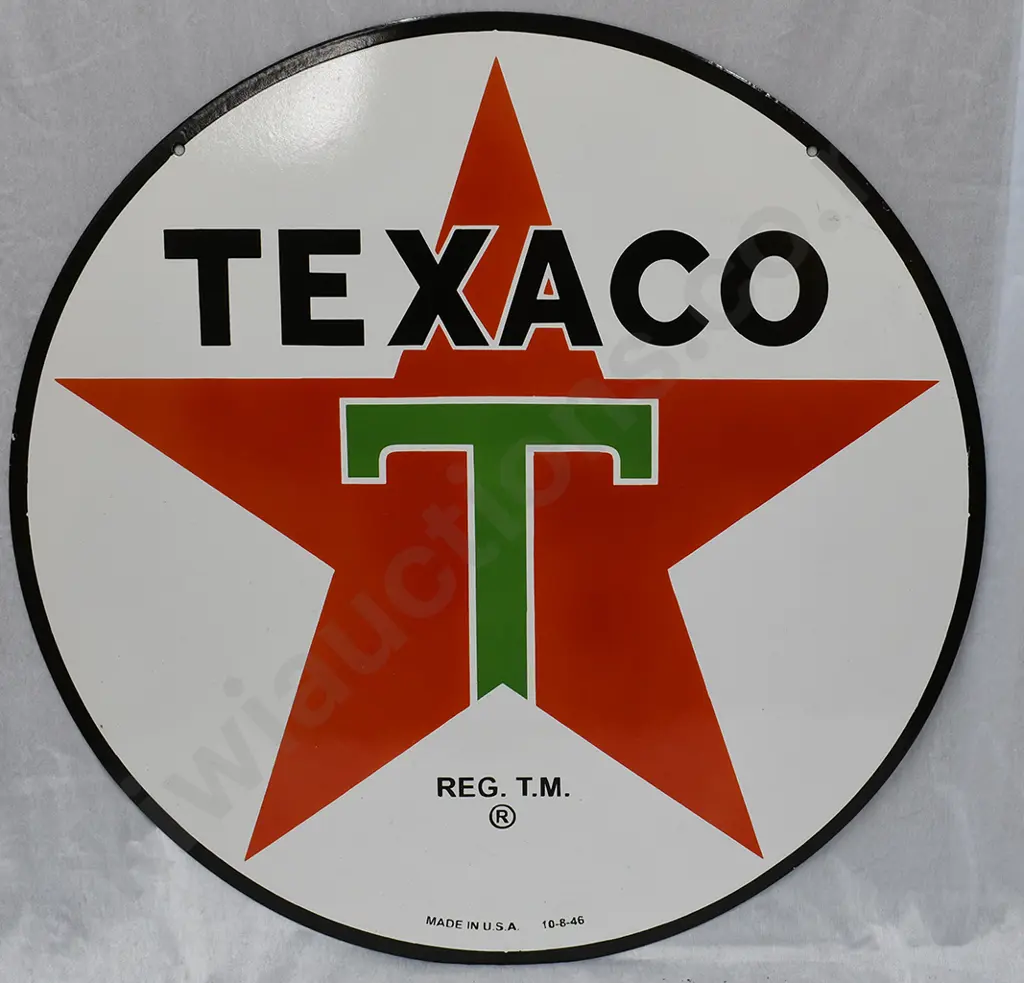 TEXACO
T
REG. T.M.
®
MADE IN U.S.A. 10-8-46